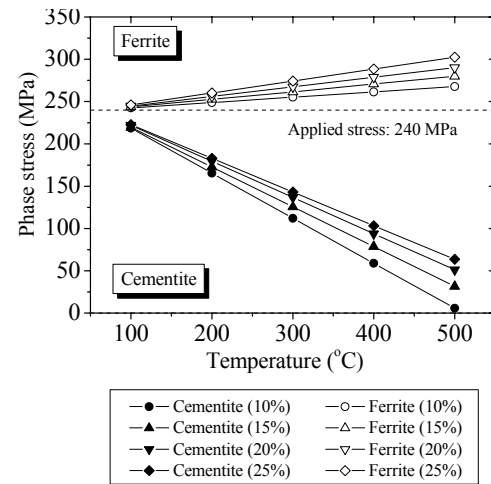 350
300
250
200
150
100
50
0
Phase stress (MPa)
Ferrite
Applied stress: 240 MPa
Cementite
100 200 300 400 500
Temperature (°C)
Cementite (10%) Ferrite (10%)
Cementite (15%) Ferrite (15%)
Cementite (20%) Ferrite (20%)
Cementite (25%) Ferrite (25%)